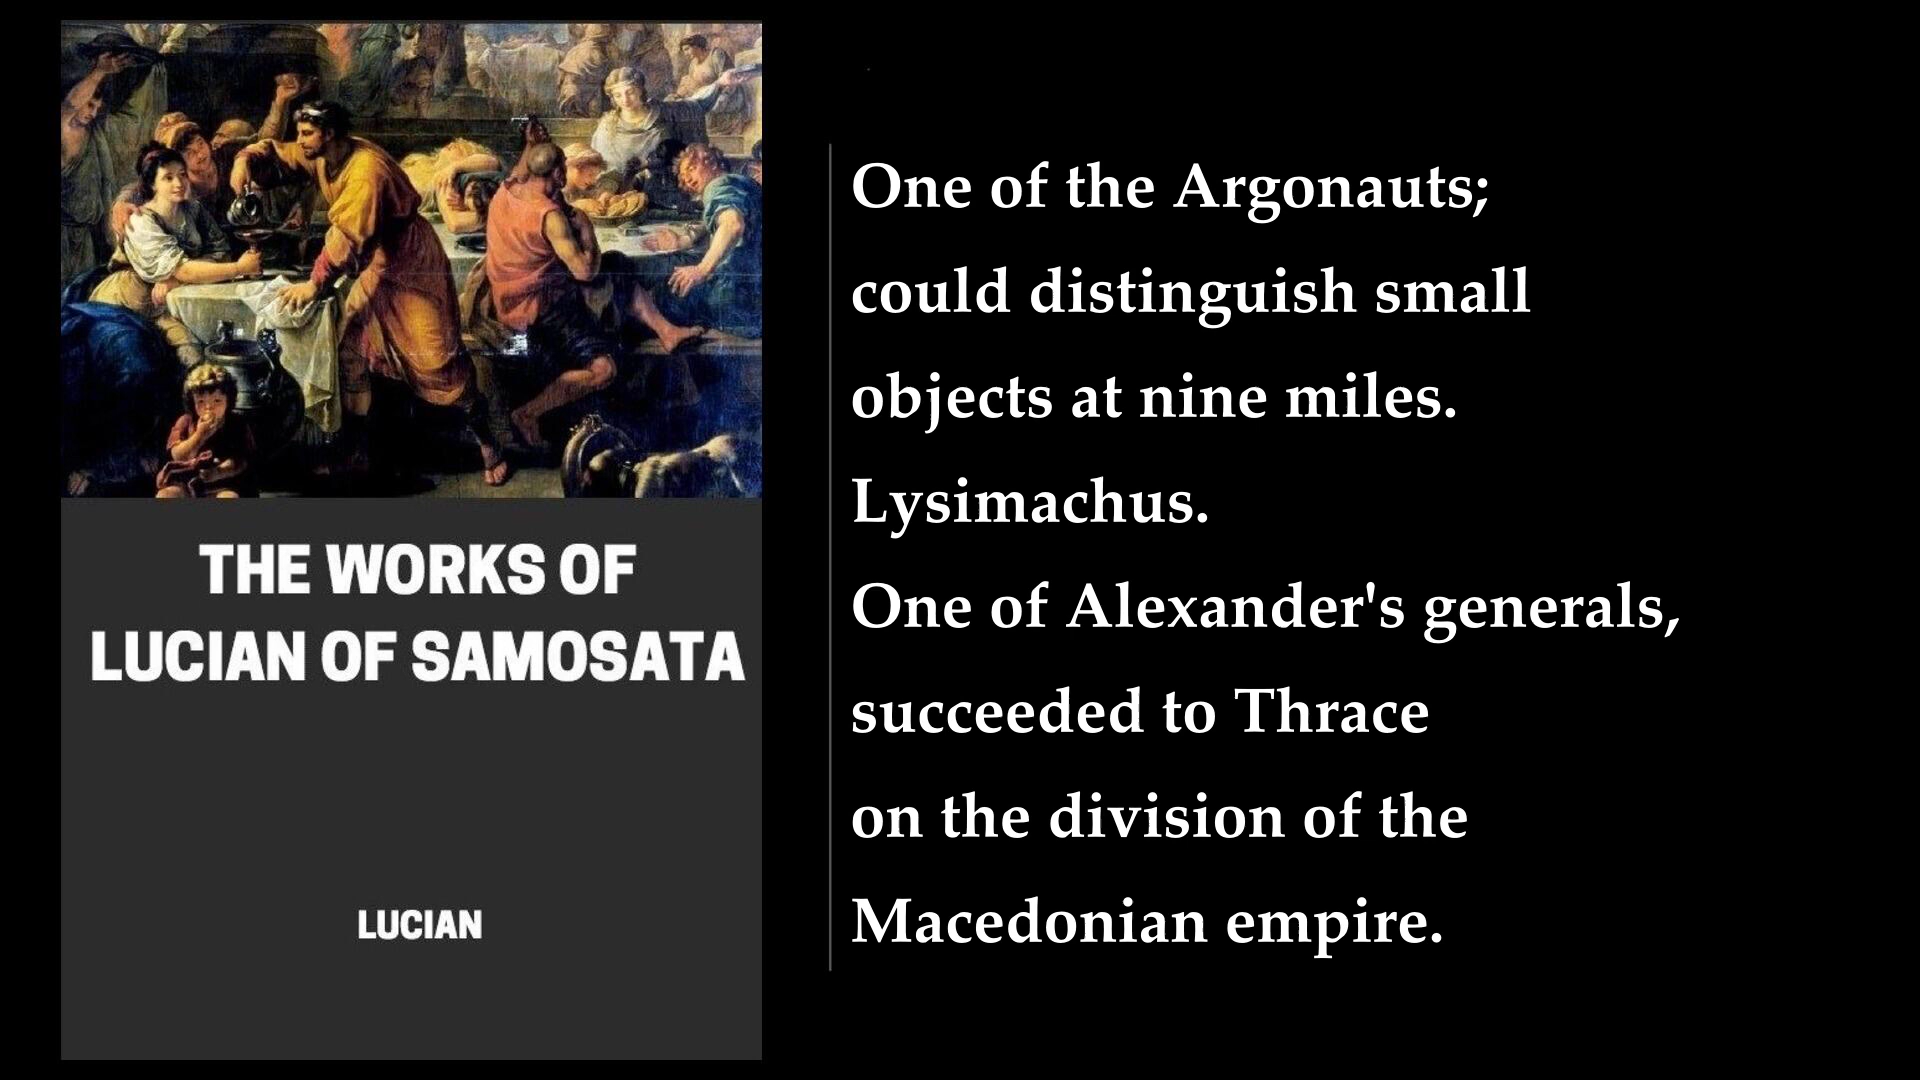 THE WORKS OF
LUCIAN OF SAMOSATA
LUCIAN
One of the Argonauts;
could distinguish small
objects at nine miles.
Lysimachus.
One of Alexander's generals,
succeeded to Thrace
on the division of the
Macedonian empire.